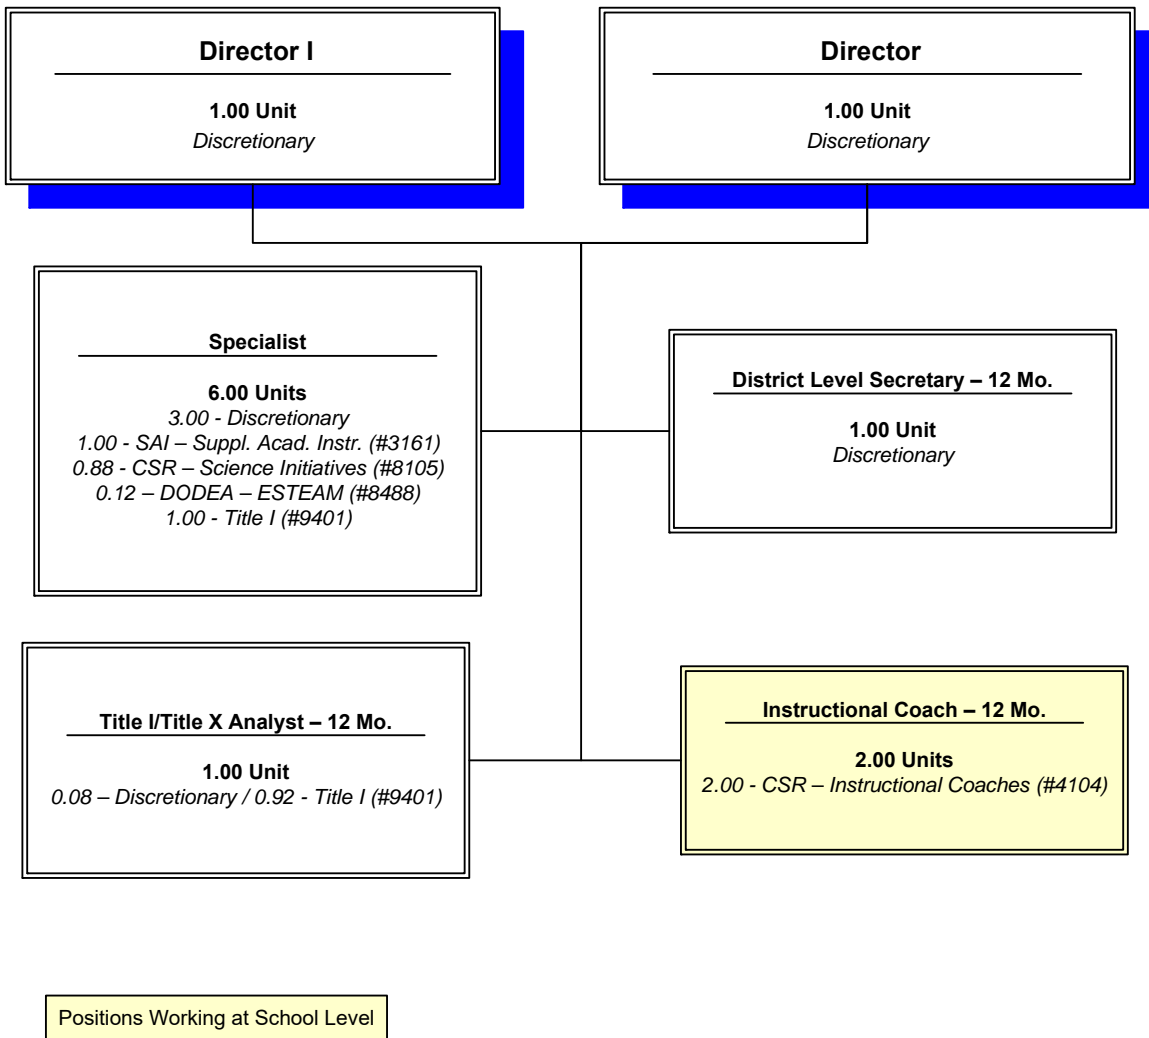 Director I
1.00 Unit
Discretionary
Director
1.00 Unit
Discretionary
Specialist
6.00 Units
3.00 - Discretionary
1.00 - SAI – Suppl. Acad. Instr. (#3161)
0.88 - CSR – Science Initiatives (#8105)
0.12 – DODEA – ESTEAM (#8488)
1.00 - Title I (#9401)
District Level Secretary – 12 Mo.
1.00 Unit
Discretionary
Title I/Title X Analyst – 12 Mo.
1.00 Unit
0.08 – Discretionary / 0.92 - Title I (#9401)
Instructional Coach – 12 Mo.
2.00 Units
2.00 - CSR – Instructional Coaches (#4104)
Positions Working at School Level